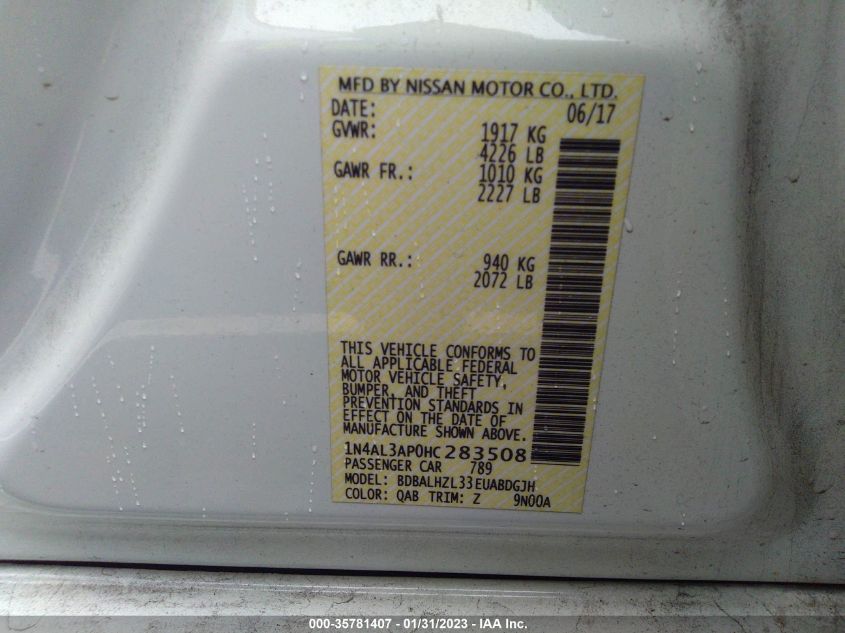 MFD BY NISSAN MOTOR CO., LTD.
DATE: 06/17
GVWR: 1917 KG
4226 LB
GAWR FR.: 1010 KG
2227 LB
GAWR RR.: 940 KG
2072 LB
THIS VEHICLE CONFORMS TO
ALL APPLICABLE FEDERAL
MOTOR VEHICLE SAFETY,
BUMPER, AND THEFT
PREVENTION STANDARDS IN
EFFECT ON THE DATE OF
MANUFACTURE SHOWN ABOVE.
1N4AL3AP0HC283508
PASSENGER CAR 789
MODEL: BDBALHZL33EUABDGJH
COLOR: QAB TRIM: Z 9N00A
000-35781407 - 01/31/2023 - IAA Inc.